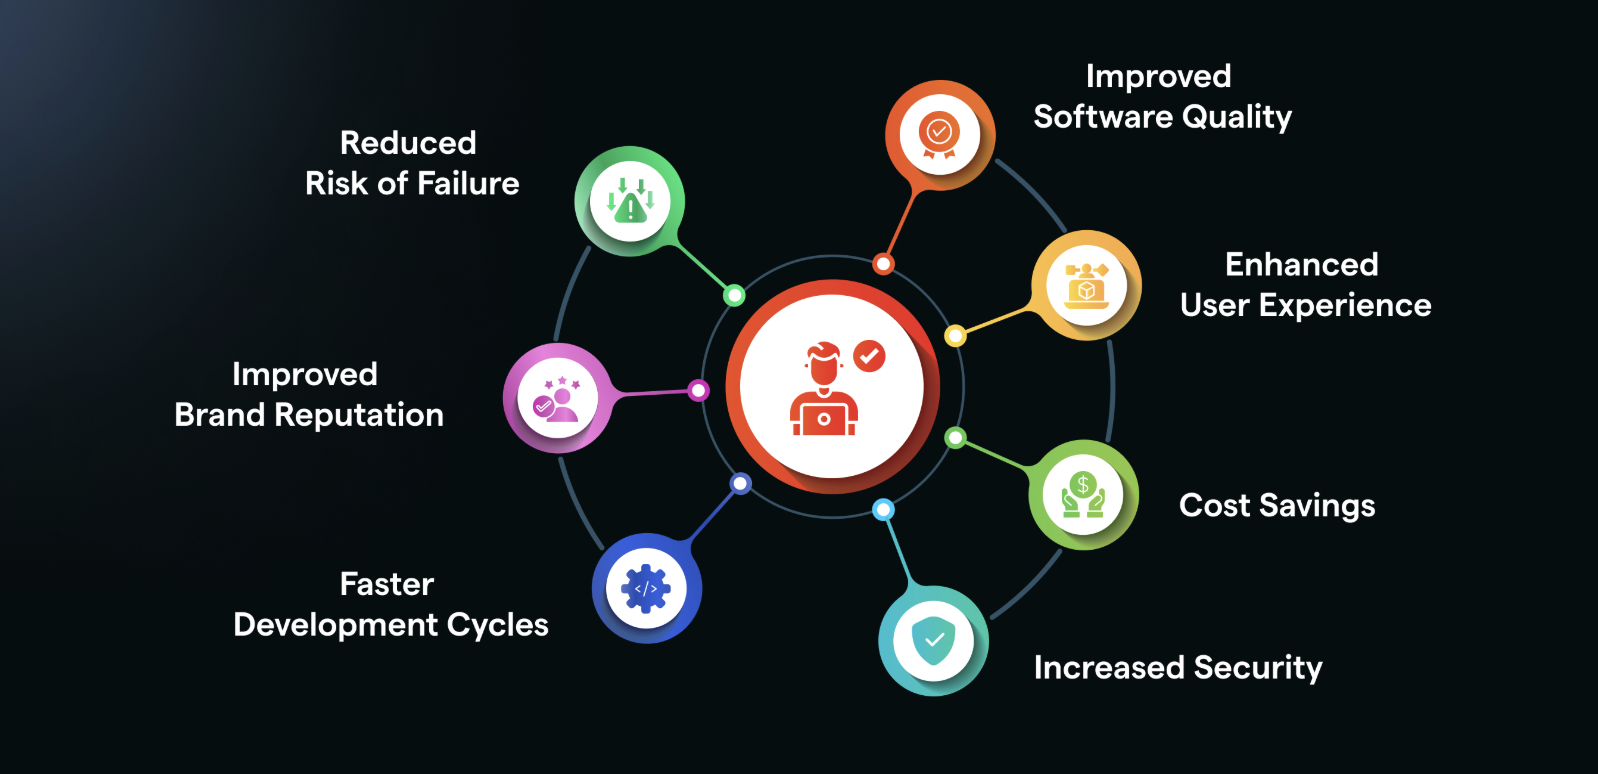 Improved
Software Quality
Reduced
Risk of Failure
Enhanced
User Experience
Improved
Brand Reputation
Cost Savings
Faster
Development Cycles
Increased Security
$
</>